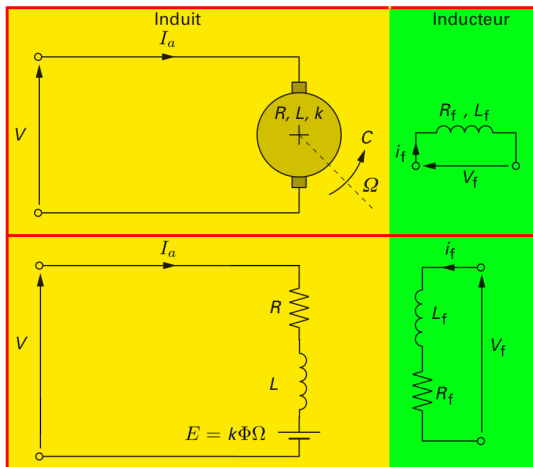 Induit
Inducteur
I_a
V
R, L, k
C
Ω
R_f , L_f
i_f
V_f
I_a
V
R
L
E = kΦΩ
i_f
L_f
R_f
V_f